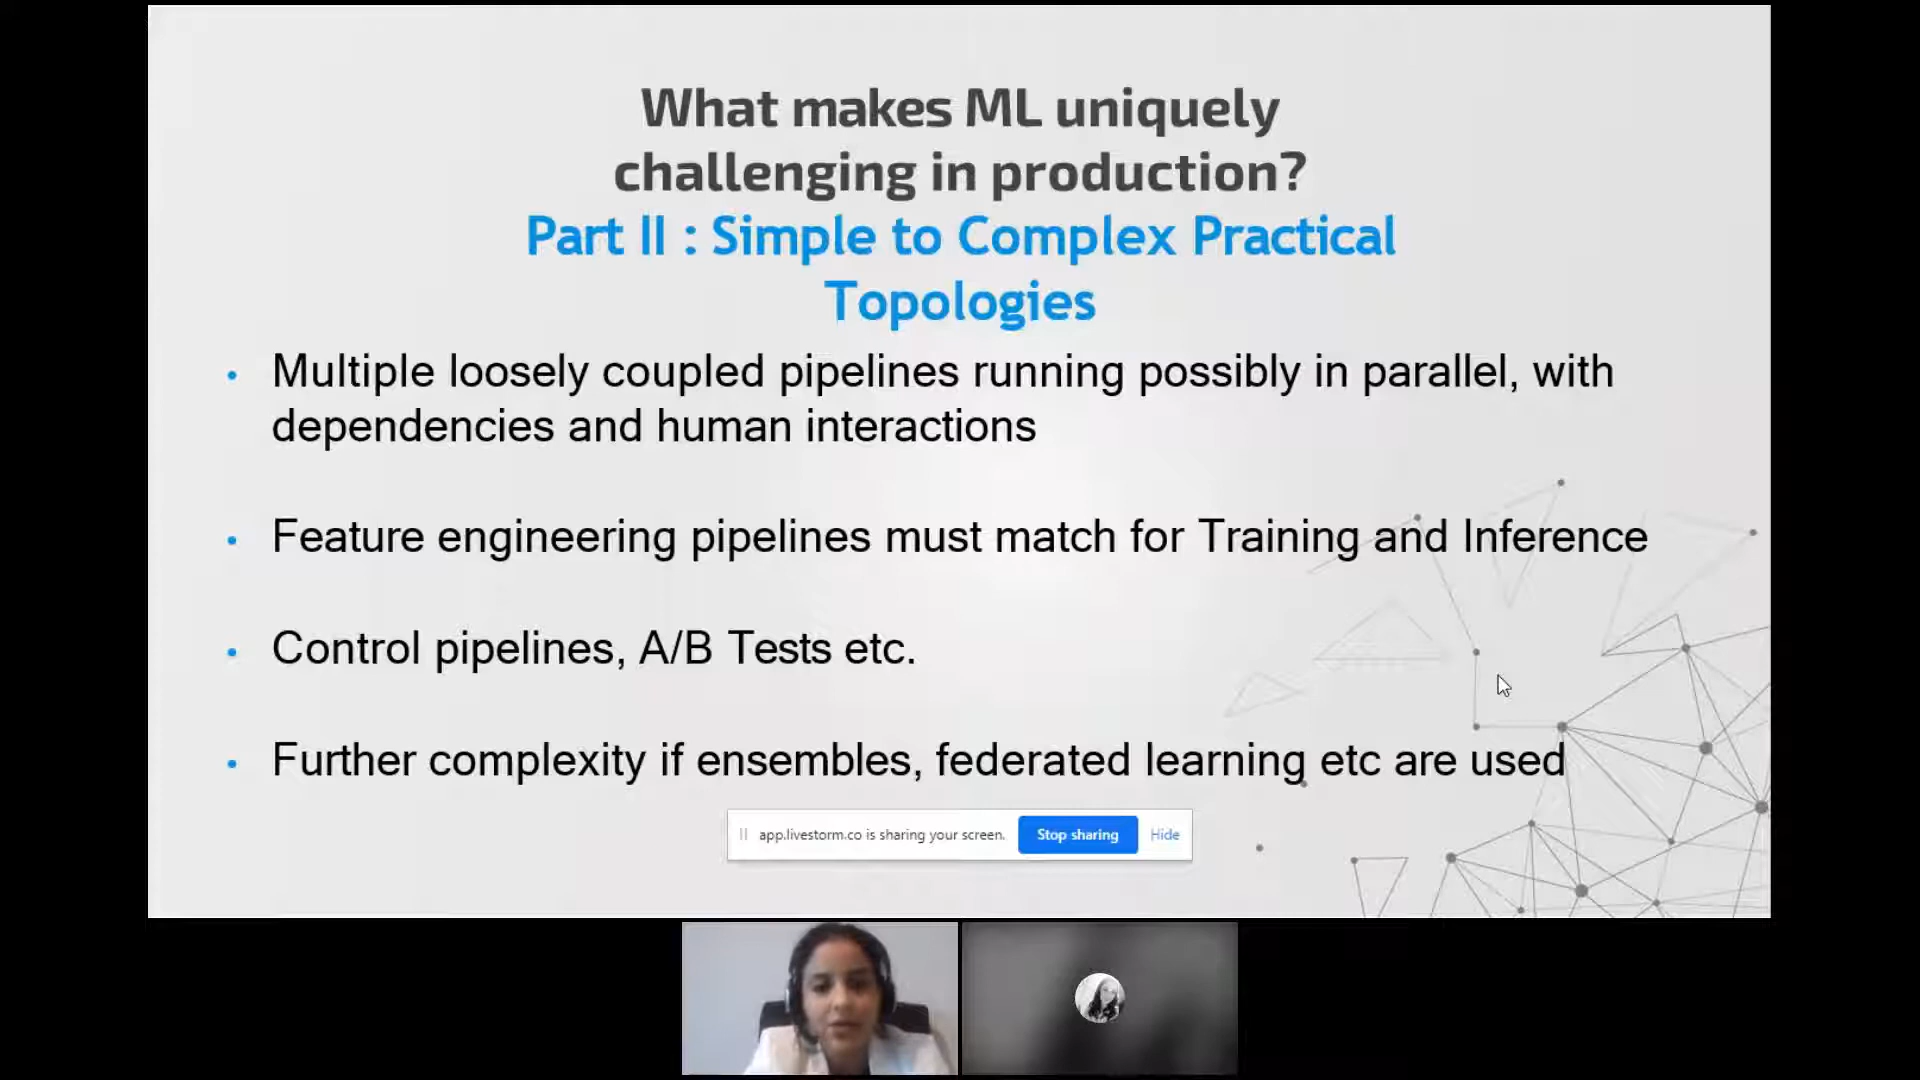 What makes ML uniquely
challenging in production?
Part II : Simple to Complex Practical
Topologies
• Multiple loosely coupled pipelines running possibly in parallel, with
dependencies and human interactions
• Feature engineering pipelines must match for Training and Inference
• Control pipelines, A/B Tests etc.
• Further complexity if ensembles, federated learning etc are used
app.livestorm.co is sharing your screen. Stop sharing Hide